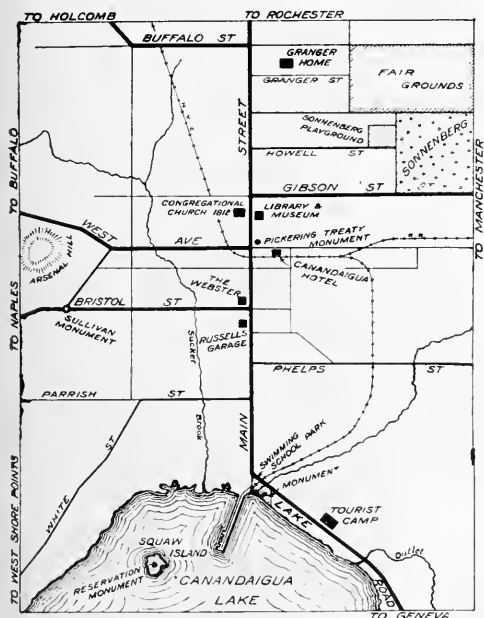 TO HOLCOMB
TO ROCHESTER
BUFFALO ST
GRANGER
HOME
GRANGER ST
FAIR
GROUNDS
N.Y.C.
STREET
SONNENBERG
PLAYGROUND
SONNENBERG
HOWELL ST
TO BUFFALO
GIBSON ST
TO MANCHESTER
CONGREGATIONAL
CHURCH 1812
LIBRARY &
MUSEUM
WEST AVE
PICKERING TREATY
MONUMENT
R.R.
ARSENAL HILL
CANANDAIGUA
HOTEL
THE
WEBSTER
TO NAPLES
BRISTOL ST
SULLIVAN
MONUMENT
RUSSELLS
GARAGE
Sucker
Brook
PHELPS ST
PARRISH ST
MAIN
WHITE ST
SWIMMING
SCHOOL PARK
MONUMENT
TO WEST SHORE POINTS
LAKE
ROAD
TOURIST
CAMP
SQUAW
ISLAND
RESERVATION
MONUMENT
CANANDAIGUA
LAKE
Outlet
TO GENEVA